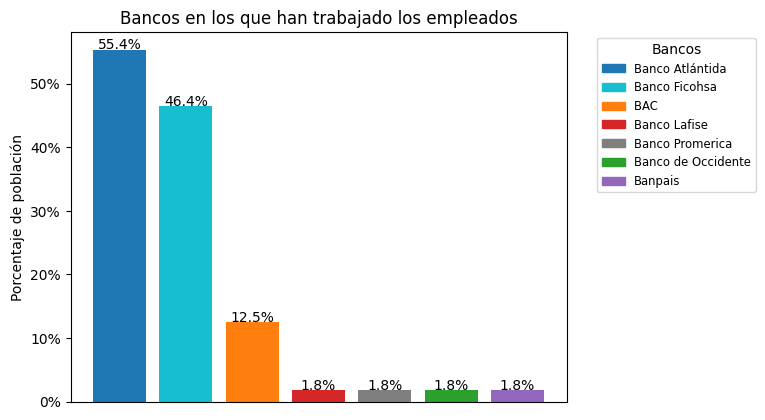 Bancos en los que han trabajado los empleados
55.4%
46.4%
12.5%
1.8%
1.8%
1.8%
1.8%
Porcentaje de población
50%
40%
30%
20%
10%
0%
Bancos
Banco Atlántida
Banco Ficohsa
BAC
Banco Lafise
Banco Promerica
Banco de Occidente
Banpais